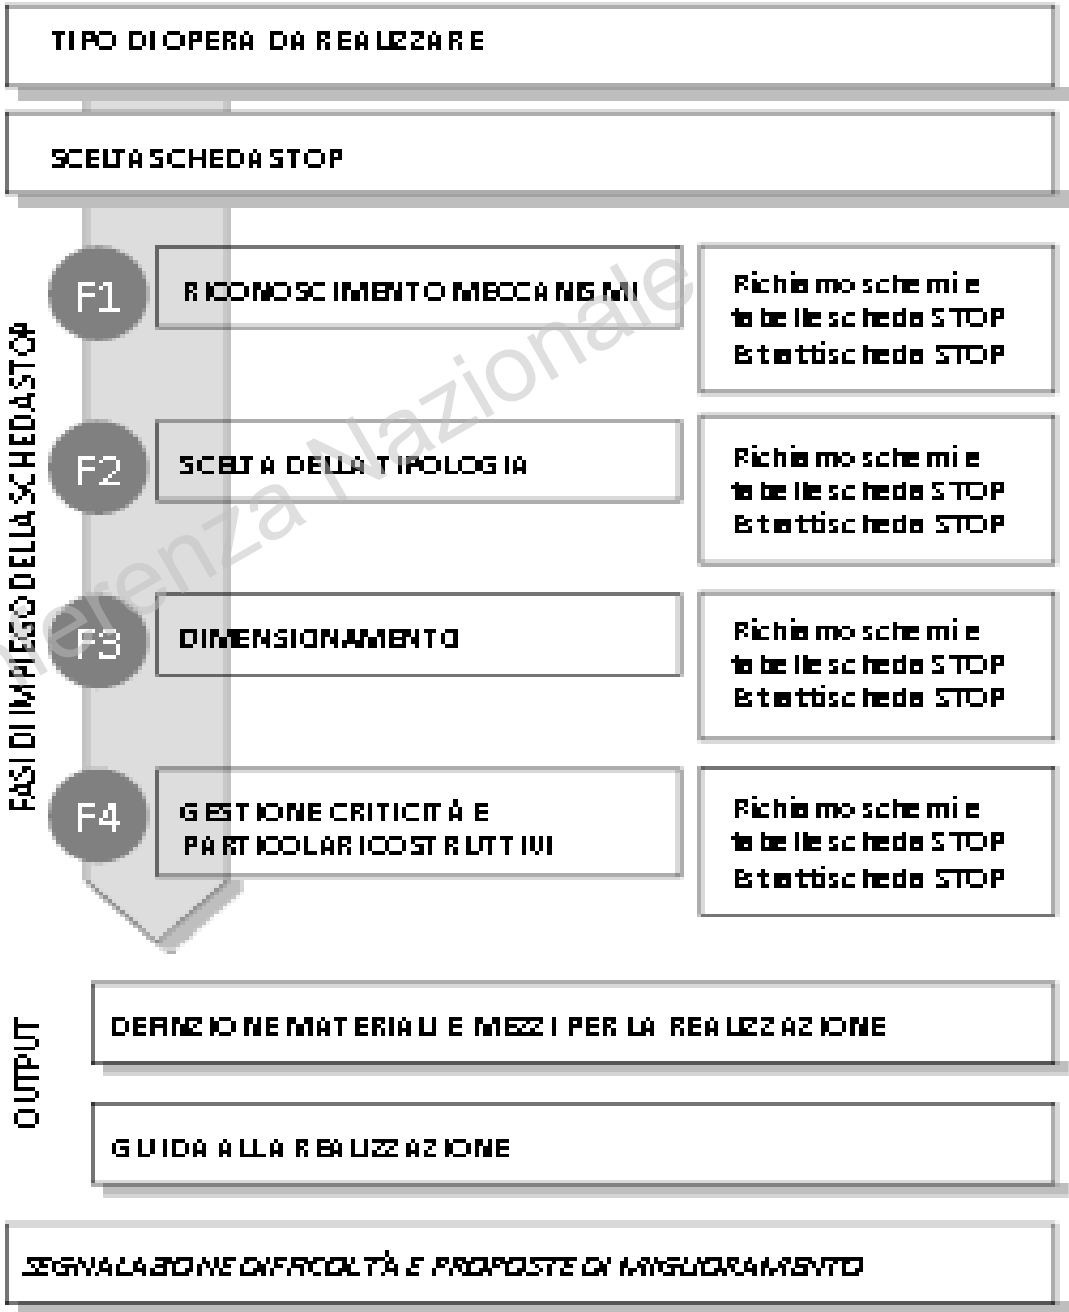 TIPO DI OPERA DA REALIZZARE
SCELTA SCHEDA STOP
FASI DI IMPIEGO DELLA SCHEDA STOP
F1
RICONOSCIMENTO MECCANISMI
Richiamo schemi e
tabelle scheda STOP
Estratti scheda STOP
F2
SCELTA DELLA TIPOLOGIA
Richiamo schemi e
tabelle scheda STOP
Estratti scheda STOP
F3
DIMENSIONAMENTO
Richiamo schemi e
tabelle scheda STOP
Estratti scheda STOP
F4
GESTIONE CRITICITÀ E
PARTICOLARI COSTRUTTIVI
Richiamo schemi e
tabelle scheda STOP
Estratti scheda STOP
OUTPUT
DEFINIZIONE MATERIALI E MEZZI PER LA REALIZZAZIONE
GUIDA ALLA REALIZZAZIONE
SEGNALAZIONE DIFFICOLTÀ E PROPOSTE DI MIGLIORAMENTO
Nazionale